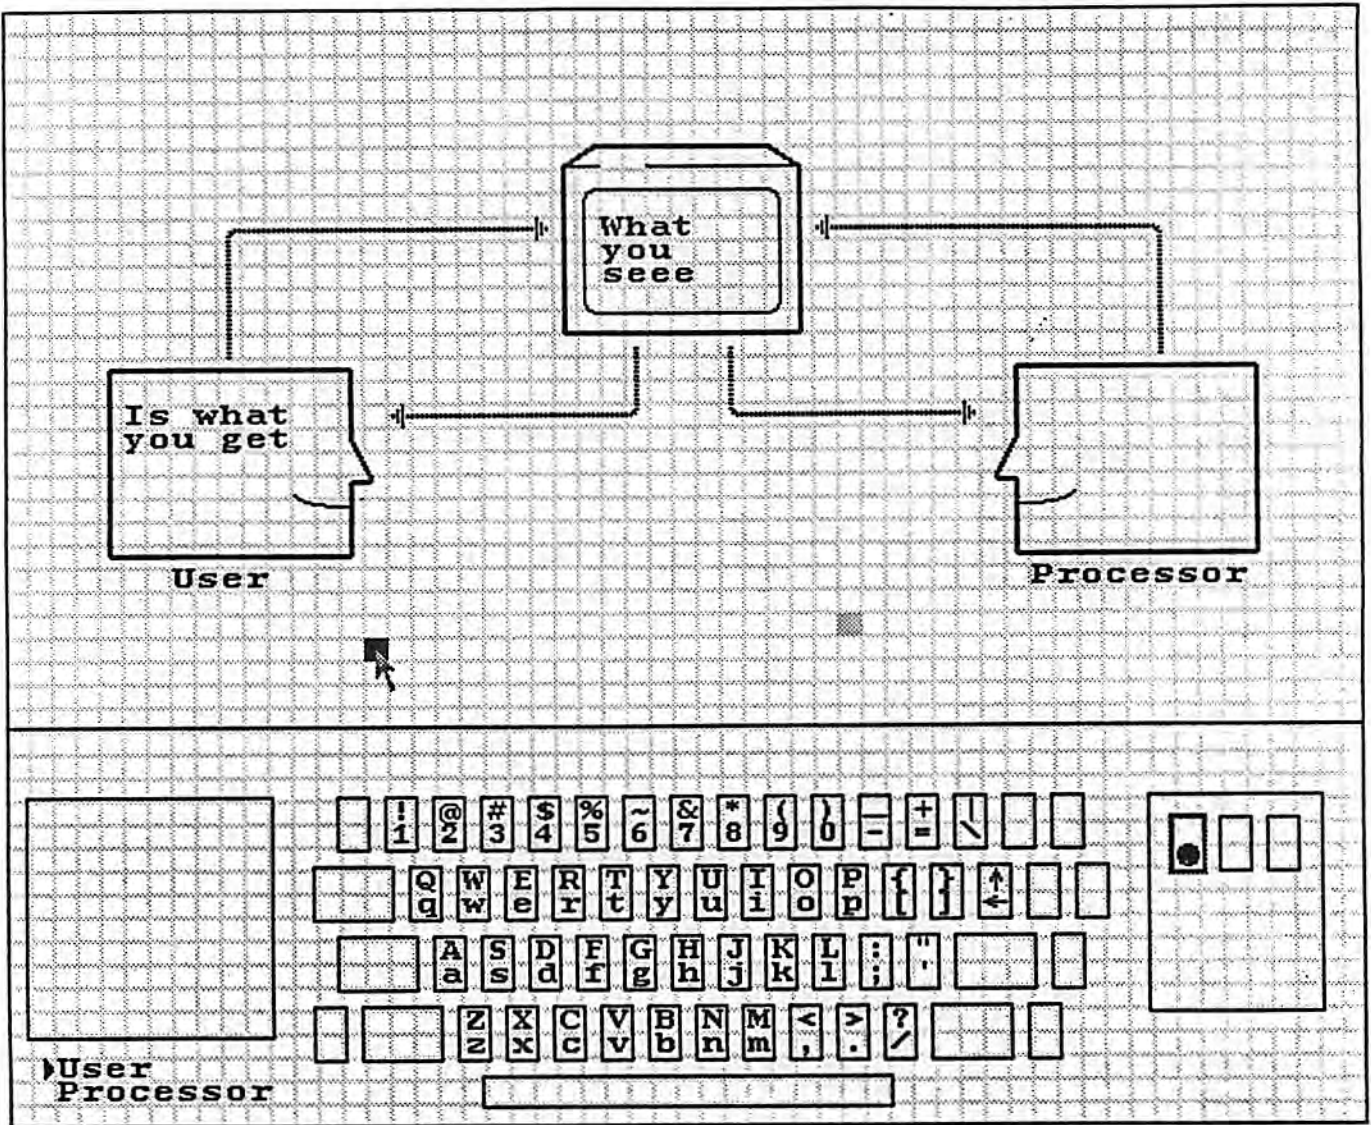 What
you
seee
Is what
you get
User
Processor
! @ # $ % ~ & * ( ) — + |
1 2 3 4 5 6 7 8 9 0 - = \
Q W E R T Y U I O P { } ↑
q w e r t y u i o p [ ] ←
A S D F G H J K L : "
a s d f g h j k l ; '
Z X C V B N M < > ?
z x c v b n m , . /
User
Processor